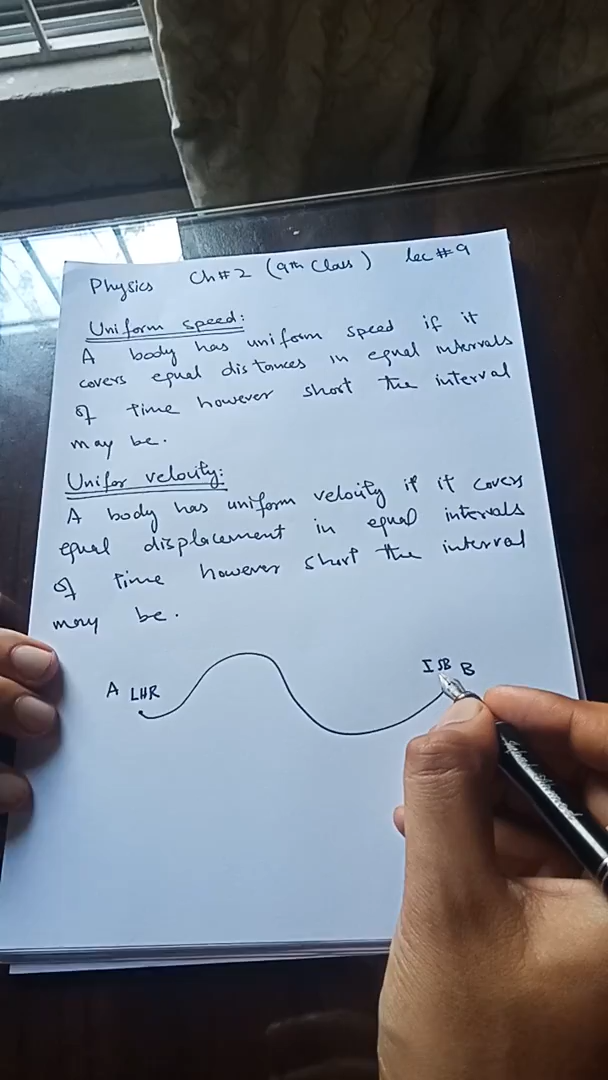 Physics Ch#2 (9th Class) Lec #9
Uniform speed:
A body has uniform speed if it
covers equal distances in equal intervals
of time however short the interval
may be.
Unifor velocity:
A body has uniform velocity if it covers
equal displacement in equal intervals
of time however short the interval
may be.
A LHR ISB B